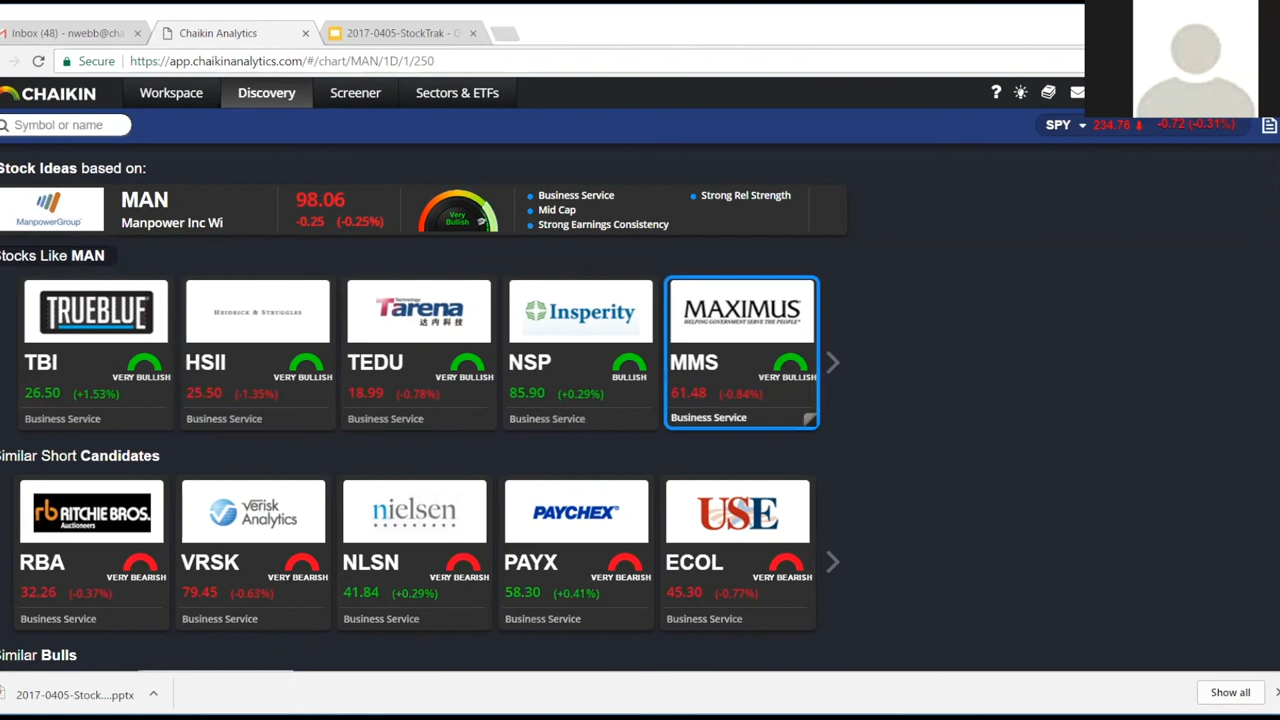 Inbox (48) - nwebb@cha
Chaikin Analytics
2017-0405-StockTrak - G
Secure
https://app.chaikinanalytics.com/#/chart/MAN/1D/1/250
CHAIKIN
Workspace
Discovery
Screener
Sectors & ETFs
?
Symbol or name
SPY
234.76
-0.72 (-0.31%)
Stock Ideas based on:
ManpowerGroup
MAN
Manpower Inc Wi
98.06
-0.25 (-0.25%)
Very
Bullish
Business Service
Mid Cap
Strong Earnings Consistency
Strong Rel Strength
Stocks Like MAN
TRUEBLUE
TBI
VERY BULLISH
26.50 (+1.53%)
Business Service
HEIDRICK & STRUGGLES
HSII
VERY BULLISH
25.50 (-1.35%)
Business Service
Technology
Tarena
达内科技
TEDU
VERY BULLISH
18.99 (-0.78%)
Business Service
Insperity
NSP
BULLISH
85.90 (+0.29%)
Business Service
MAXIMUS
HELPING GOVERNMENT SERVE THE PEOPLE
MMS
VERY BULLISH
61.48 (-0.84%)
Business Service
Similar Short Candidates
rb RITCHIE BROS.
Auctioneers
RBA
VERY BEARISH
32.26 (-0.37%)
Business Service
Verisk
Analytics
VRSK
VERY BEARISH
79.45 (-0.63%)
Business Service
nielsen
NLSN
VERY BEARISH
41.84 (+0.29%)
Business Service
PAYCHEX
PAYX
VERY BEARISH
58.30 (+0.41%)
Business Service
USE
ECOL
VERY BEARISH
45.30 (-0.77%)
Business Service
Similar Bulls
2017-0405-Stock....pptx
Show all